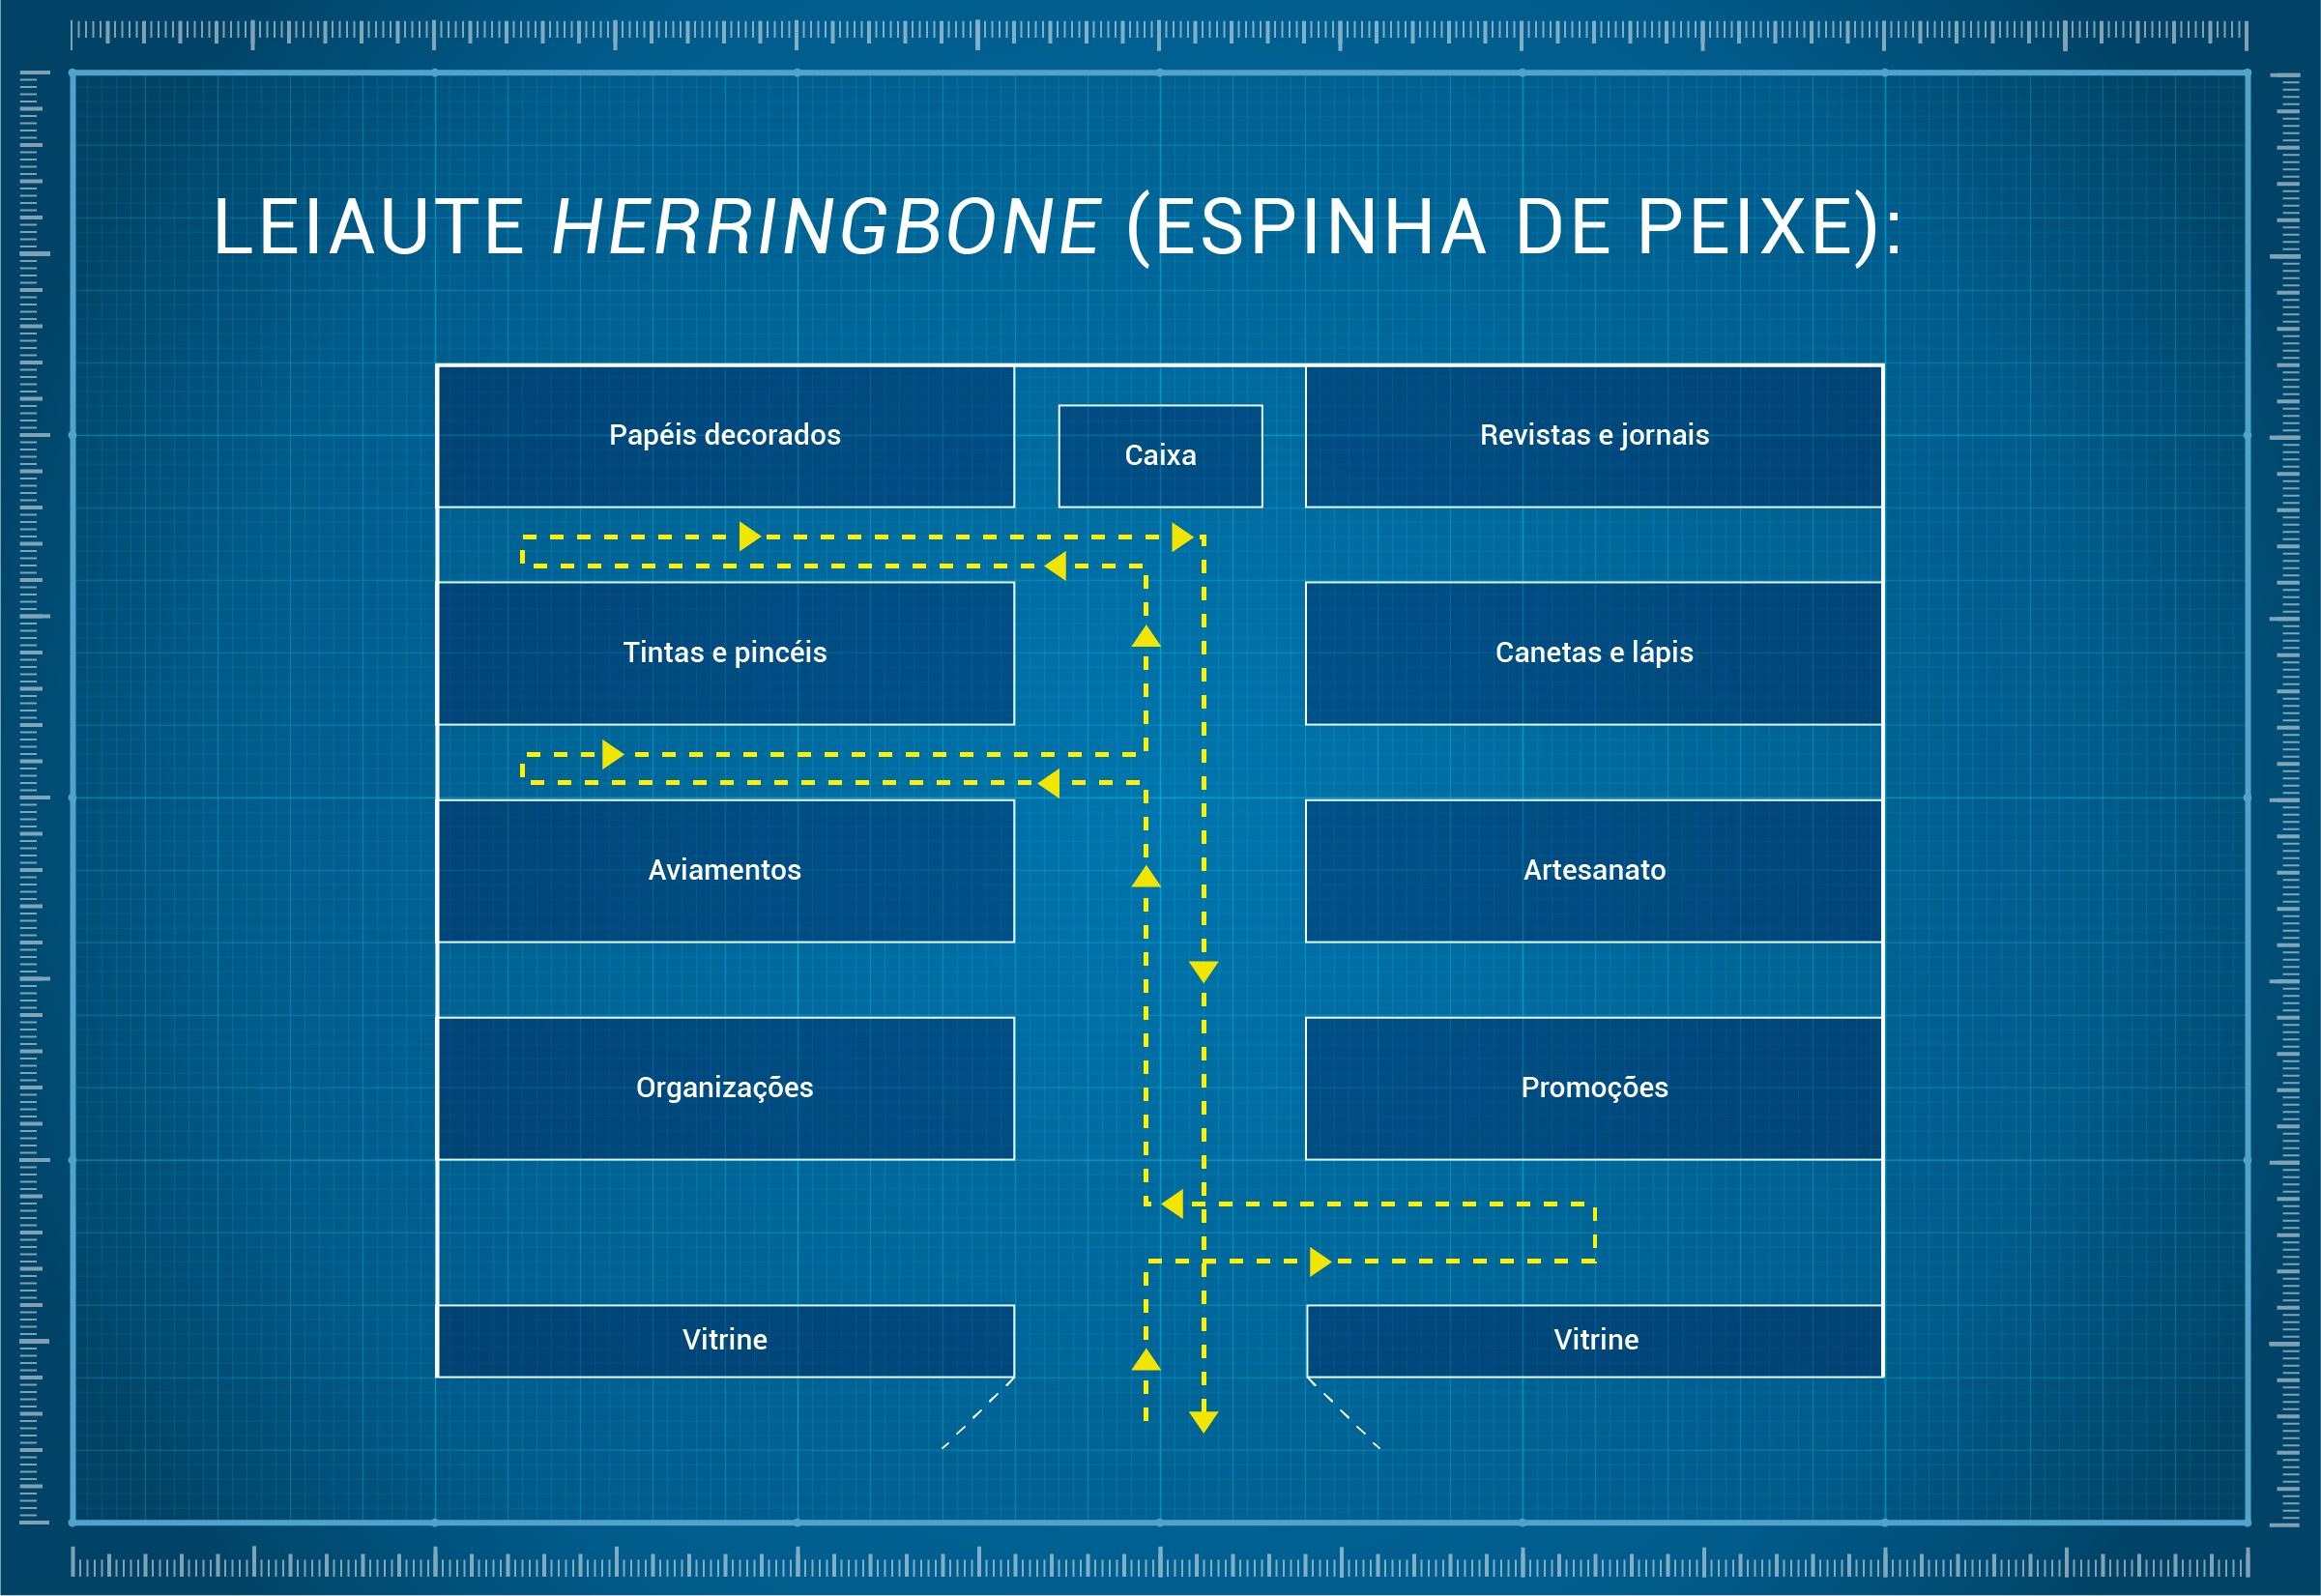 LEIAUTE HERRINGBONE (ESPINHA DE PEIXE):
Papéis decorados
Caixa
Revistas e jornais
Tintas e pincéis
Canetas e lápis
Aviamentos
Artesanato
Organizações
Promoções
Vitrine
Vitrine